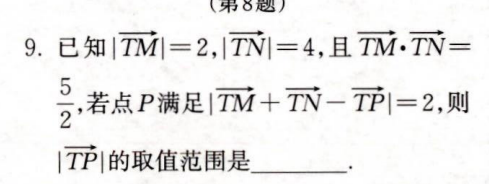 (第8题)
9. 已知|$\overrightarrow{TM}$|=2,|$\overrightarrow{TN}$|=4,且 $\overrightarrow{TM}\cdot\overrightarrow{TN}$=
$\frac{5}{2}$,若点P满足|$\overrightarrow{TM}+\overrightarrow{TN}-\overrightarrow{TP}$|=2,则
|$\overrightarrow{TP}$|的取值范围是________.